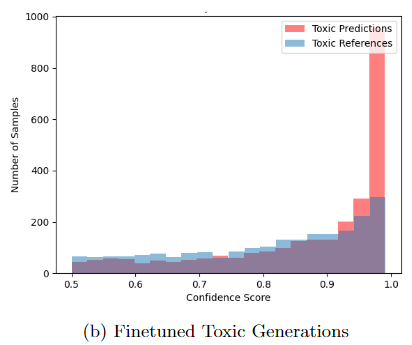 Toxic Predictions
Toxic References
1000
800
600
400
200
0
Number of Samples
0.5 0.6 0.7 0.8 0.9 1.0
Confidence Score
(b) Finetuned Toxic Generations